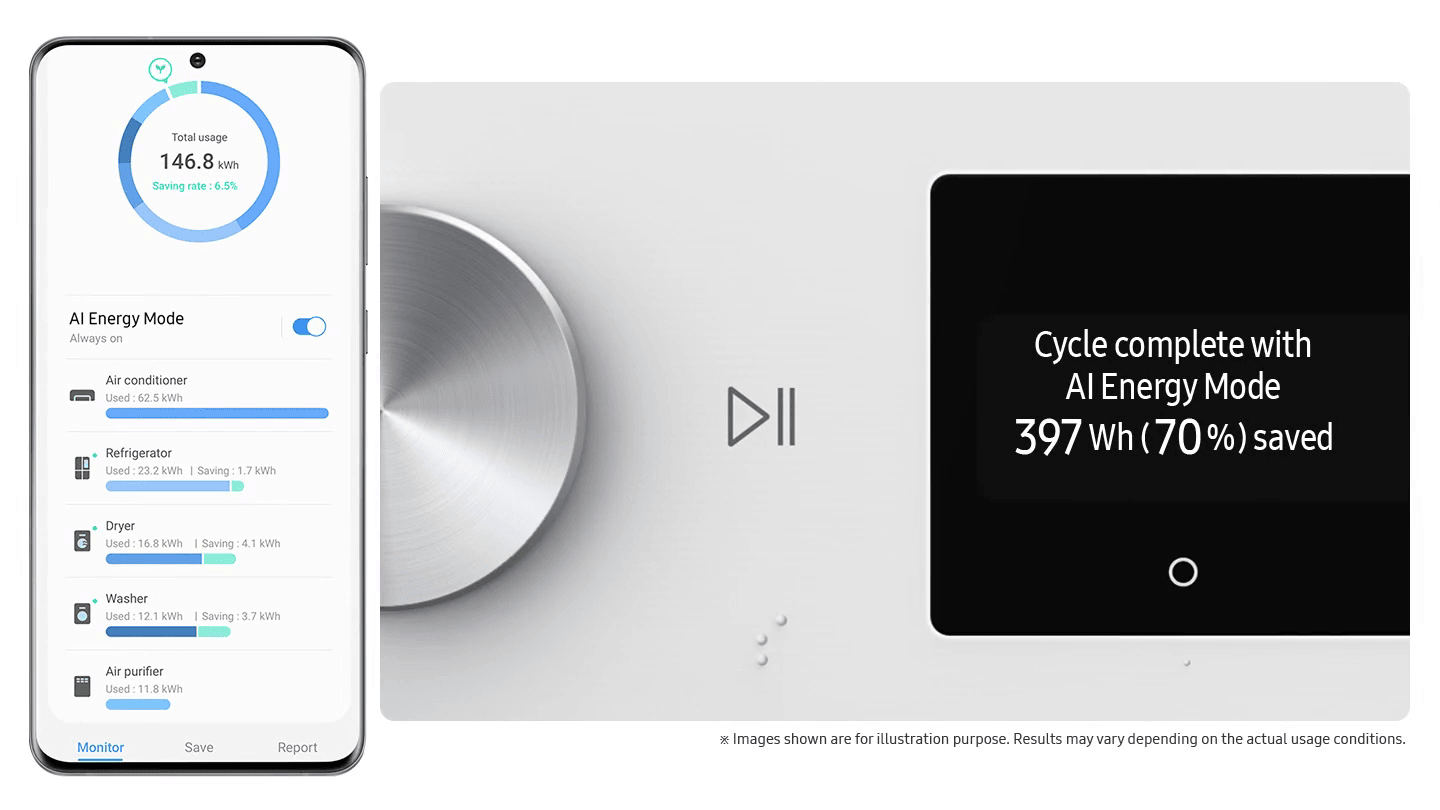 Total usage
146.8 kWh
Saving rate : 6.5%
AI Energy Mode
Always on
Air conditioner
Used : 62.5 kWh
Refrigerator
Used : 23.2 kWh | Saving : 1.7 kWh
Dryer
Used : 16.8 kWh | Saving : 4.1 kWh
Washer
Used : 12.1 kWh | Saving : 3.7 kWh
Air purifier
Used : 11.8 kWh
Monitor Save Report
Cycle complete with
AI Energy Mode
397 Wh ( 70 % ) saved
※ Images shown are for illustration purpose. Results may vary depending on the actual usage conditions.